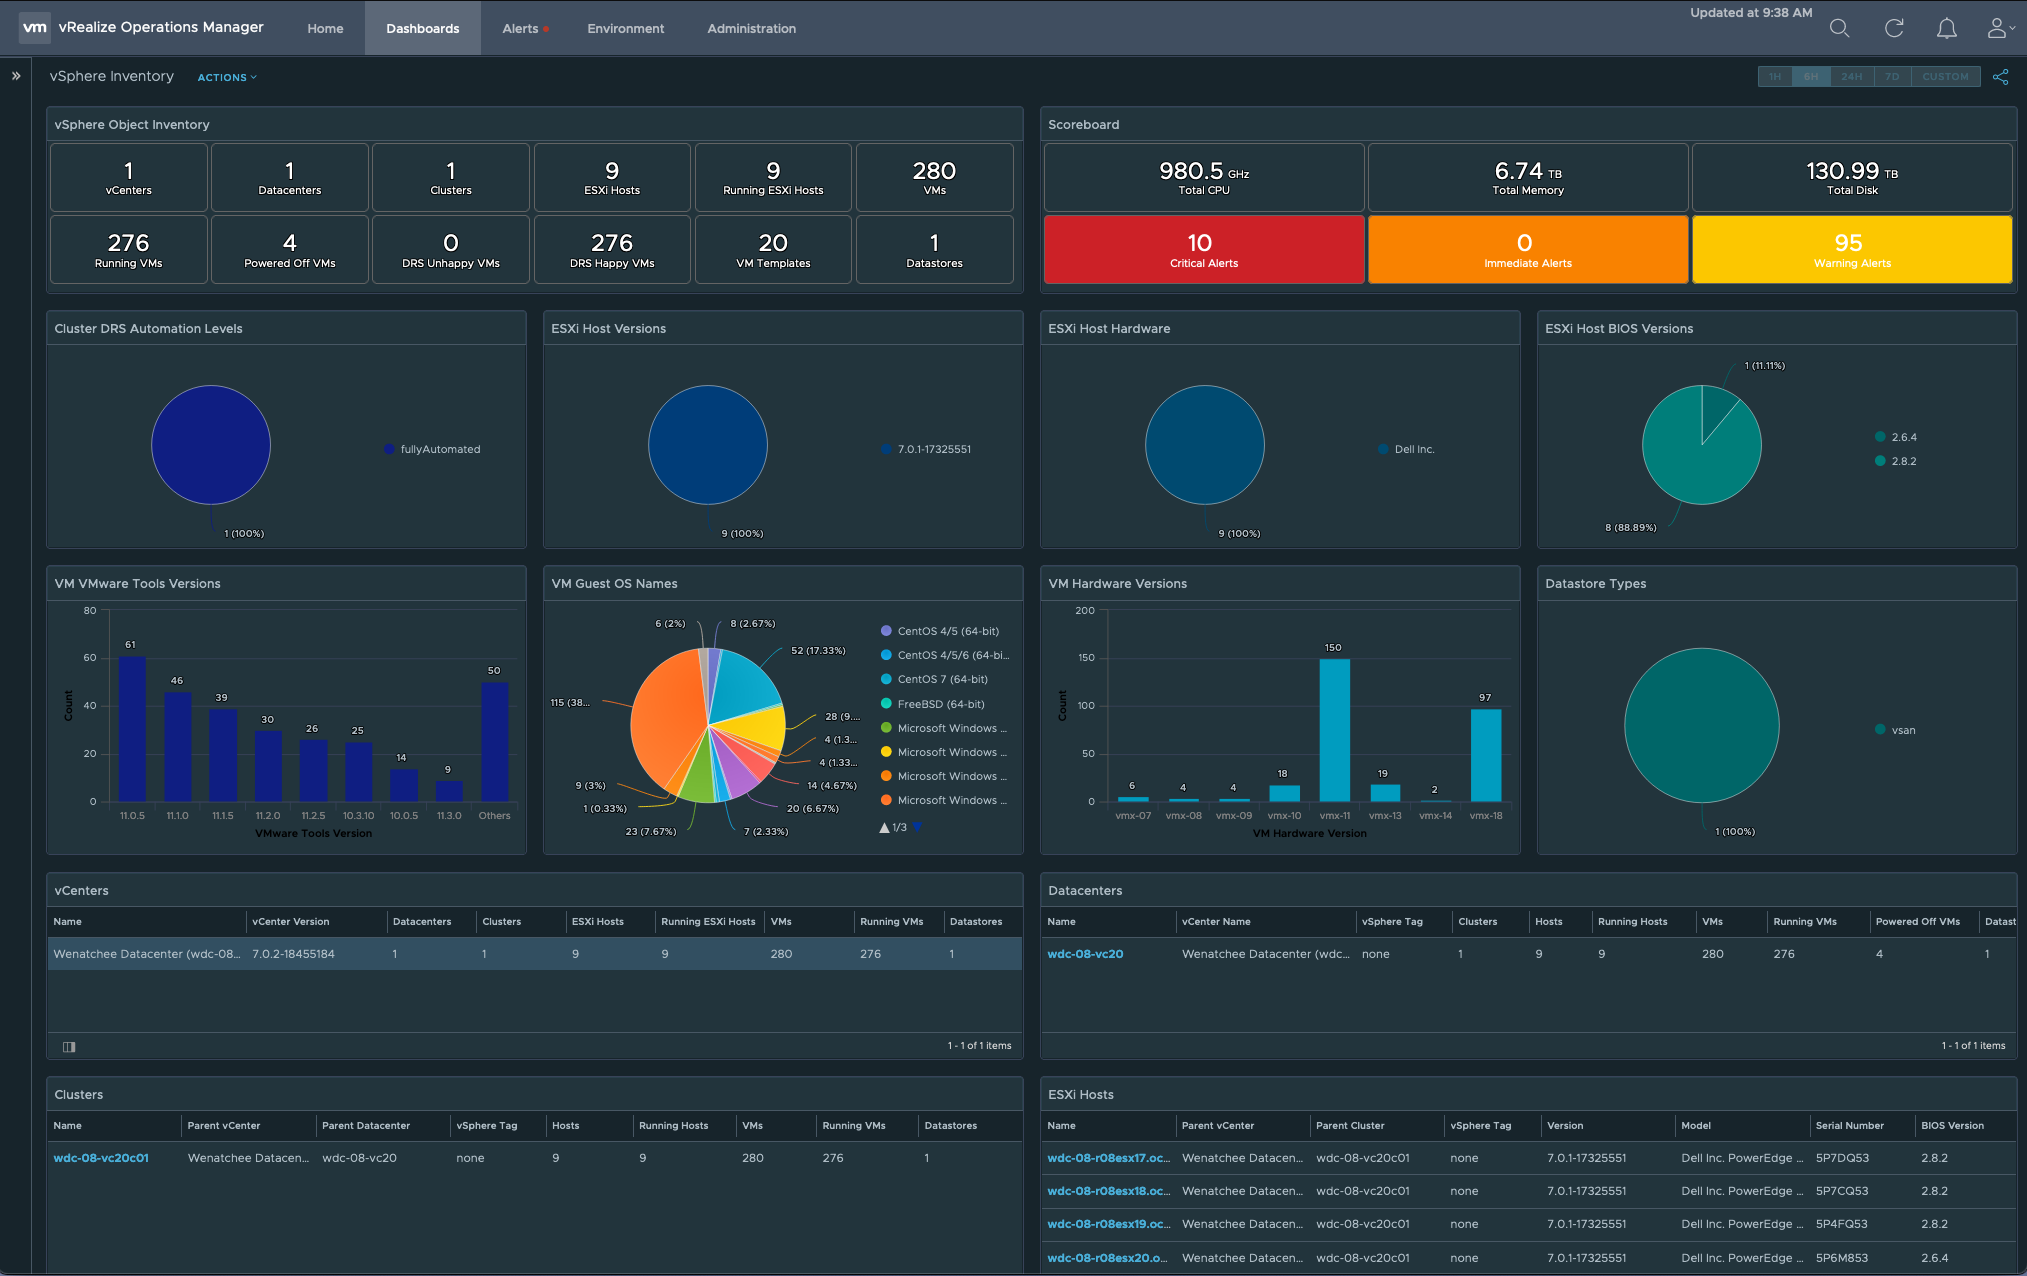 vm vRealize Operations Manager Home Dashboards Alerts Environment Administration Updated at 9:38 AM
vSphere Inventory ACTIONS 1H 6H 24H 7D CUSTOM
vSphere Object Inventory
1 vCenters
1 Datacenters
1 Clusters
9 ESXi Hosts
9 Running ESXi Hosts
280 VMs
276 Running VMs
4 Powered Off VMs
0 DRS Unhappy VMs
276 DRS Happy VMs
20 VM Templates
1 Datastores
Scoreboard
980.5 GHz Total CPU
6.74 TB Total Memory
130.99 TB Total Disk
10 Critical Alerts
0 Immediate Alerts
95 Warning Alerts
Cluster DRS Automation Levels
fullyAutomated
1 (100%)
ESXi Host Versions
7.0.1-17325551
9 (100%)
ESXi Host Hardware
Dell Inc.
9 (100%)
ESXi Host BIOS Versions
1 (11.11%)
2.6.4
2.8.2
8 (88.89%)
VM VMware Tools Versions
80
60
40
20
0
Count
61
46
39
30
26
25
14
9
50
11.0.5 11.1.0 11.1.5 11.2.0 11.2.5 10.3.10 10.0.5 11.3.0 Others
VMware Tools Version
VM Guest OS Names
6 (2%)
8 (2.67%)
52 (17.33%)
115 (38...
28 (9....
4 (1.3...
4 (1.33...
14 (4.67%)
9 (3%)
1 (0.33%)
20 (6.67%)
23 (7.67%)
7 (2.33%)
CentOS 4/5 (64-bit)
CentOS 4/5/6 (64-bi...
CentOS 7 (64-bit)
FreeBSD (64-bit)
Microsoft Windows ...
Microsoft Windows ...
Microsoft Windows ...
Microsoft Windows ...
1/3
VM Hardware Versions
200
150
100
50
0
Count
6
4
4
18
150
19
2
97
vmx-07 vmx-08 vmx-09 vmx-10 vmx-11 vmx-13 vmx-14 vmx-18
VM Hardware Version
Datastore Types
vsan
1 (100%)
vCenters
Name vCenter Version Datacenters Clusters ESXi Hosts Running ESXi Hosts VMs Running VMs Datastores
Wenatchee Datacenter (wdc-08... 7.0.2-18455184 1 1 9 9 280 276 1
1 - 1 of 1 items
Datacenters
Name vCenter Name vSphere Tag Clusters Hosts Running Hosts VMs Running VMs Powered Off VMs Datast
wdc-08-vc20 Wenatchee Datacenter (wdc... none 1 9 9 280 276 4 1
1 - 1 of 1 items
Clusters
Name Parent vCenter Parent Datacenter vSphere Tag Hosts Running Hosts VMs Running VMs Datastores
wdc-08-vc20c01 Wenatchee Datacen... wdc-08-vc20 none 9 9 280 276 1
ESXi Hosts
Name Parent vCenter Parent Cluster vSphere Tag Version Model Serial Number BIOS Version
wdc-08-r08esx17.oc... Wenatchee Datacen... wdc-08-vc20c01 none 7.0.1-17325551 Dell Inc. PowerEdge ... 5P7DQ53 2.8.2
wdc-08-r08esx18.oc... Wenatchee Datacen... wdc-08-vc20c01 none 7.0.1-17325551 Dell Inc. PowerEdge ... 5P7CQ53 2.8.2
wdc-08-r08esx19.oc... Wenatchee Datacen... wdc-08-vc20c01 none 7.0.1-17325551 Dell Inc. PowerEdge ... 5P4FQ53 2.8.2
wdc-08-r08esx20.o... Wenatchee Datacen... wdc-08-vc20c01 none 7.0.1-17325551 Dell Inc. PowerEdge ... 5P6M853 2.6.4